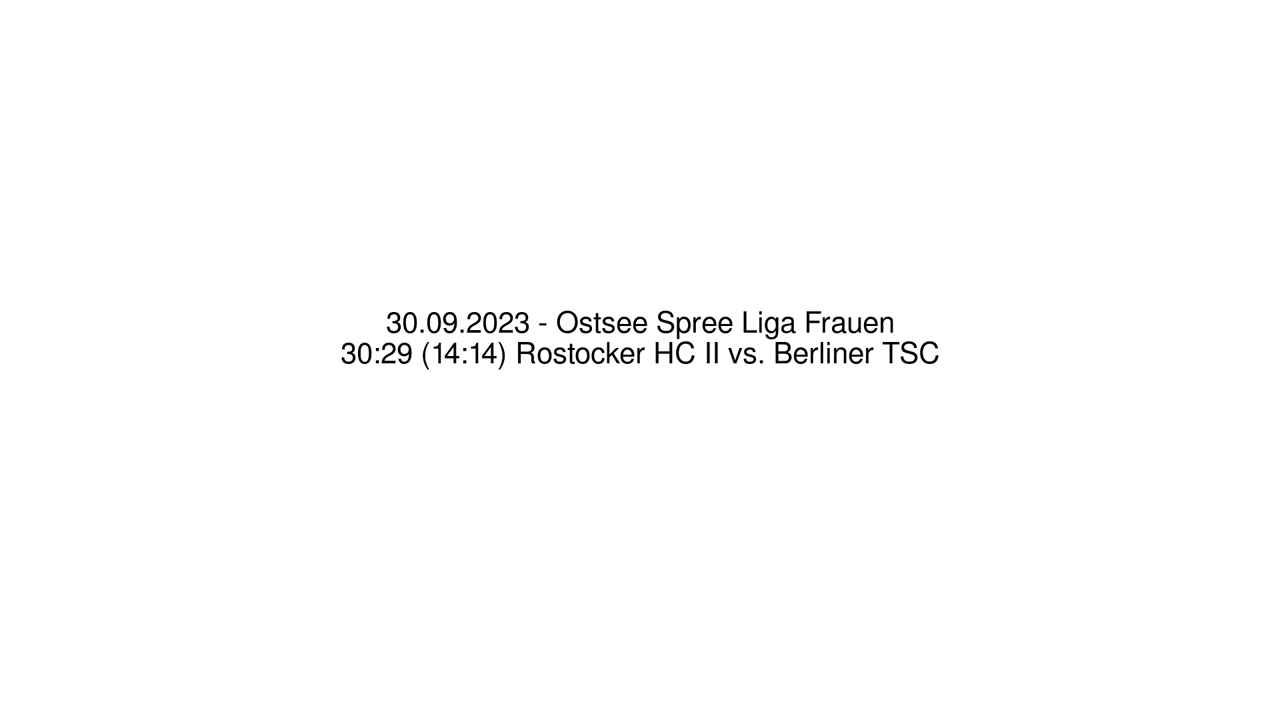 30.09.2023 - Ostsee Spree Liga Frauen
30:29 (14:14) Rostocker HC II vs. Berliner TSC